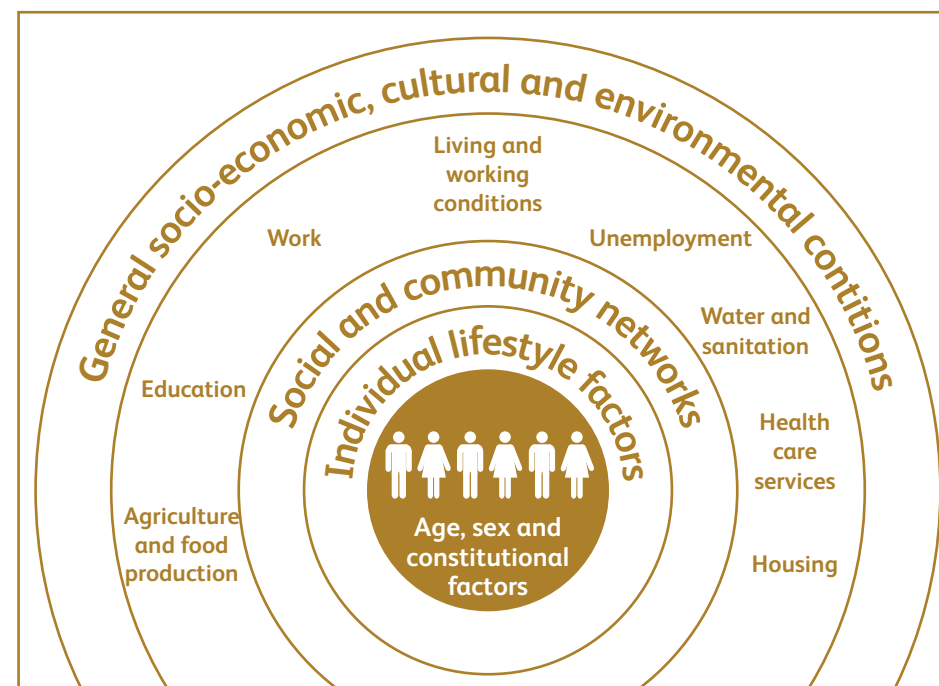 General socio-economic, cultural and environmental contitions
Living and
working
conditions
Work
Unemployment
Social and community networks
Water and
sanitation
Individual lifestyle factors
Education
Health
care
services
Agriculture
and food
production
Age, sex and
constitutional
factors
Housing